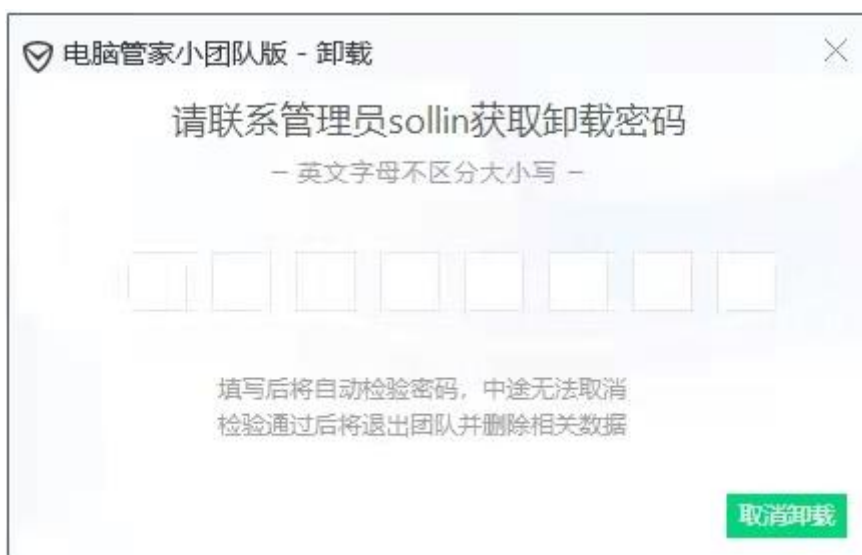 电脑管家小团队版 - 卸载
请联系管理员sollin获取卸载密码
– 英文字母不区分大小写 –
填写后将自动检验密码，中途无法取消
检验通过后将退出团队并删除相关数据
取消卸载